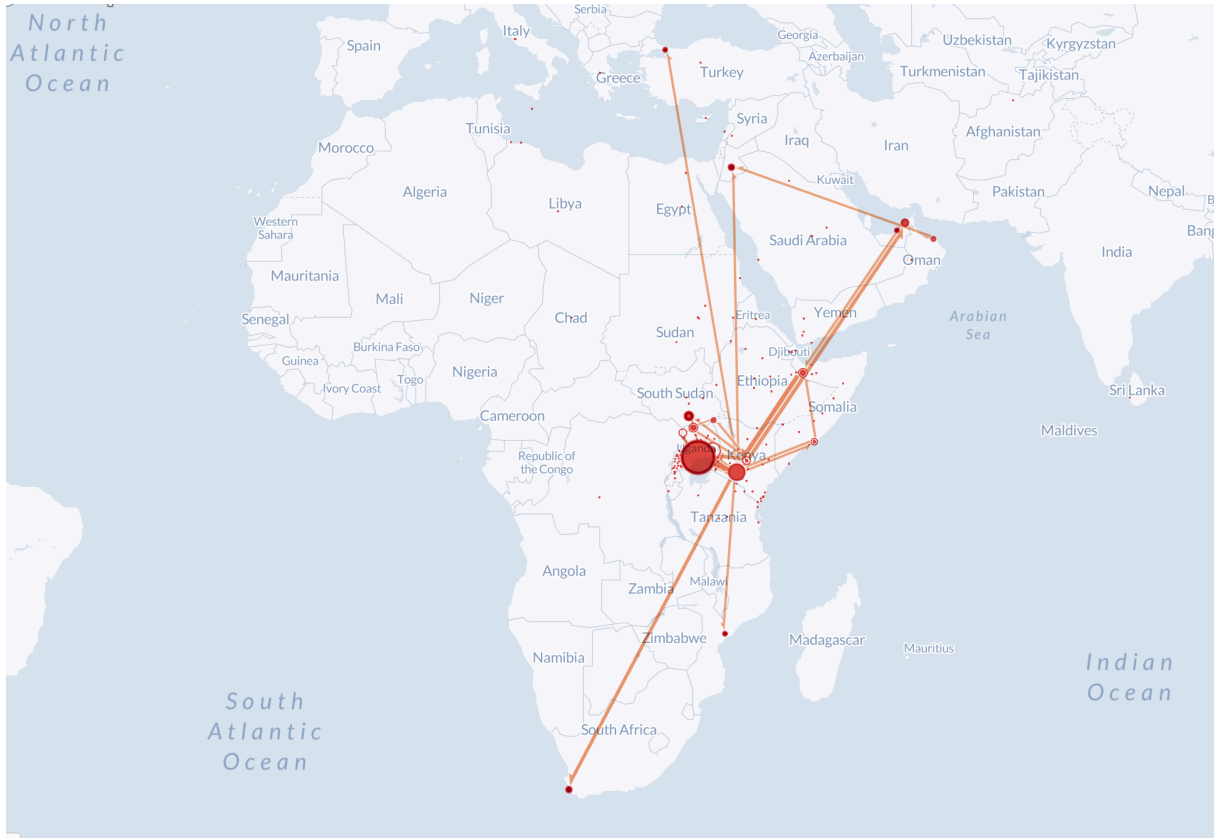 North
Atlantic
Ocean
Serbia
Italy
Spain
Georgia
Azerbaijan
Uzbekistan
Kyrgyzstan
Turkmenistan
Tajikistan
Turkey
Greece
Syria
Tunisia
Morocco
Iraq
Iran
Afghanistan
Kuwait
Pakistan
Nepal
Algeria
Libya
Egypt
Western
Sahara
Saudi Arabia
India
Oman
Mauritania
Mali
Niger
Chad
Sudan
Eritrea
Yemen
Arabian
Sea
Senegal
Burkina Faso
Guinea
Djibouti
Nigeria
Togo
Ivory Coast
Ethiopia
South Sudan
Somalia
Sri Lanka
Cameroon
Maldives
Uganda
Kenya
Republic of
the Congo
Tanzania
Angola
Zambia
Malawi
Zimbabwe
Madagascar
Mauritius
Namibia
Indian
Ocean
South
Atlantic
Ocean
South Africa